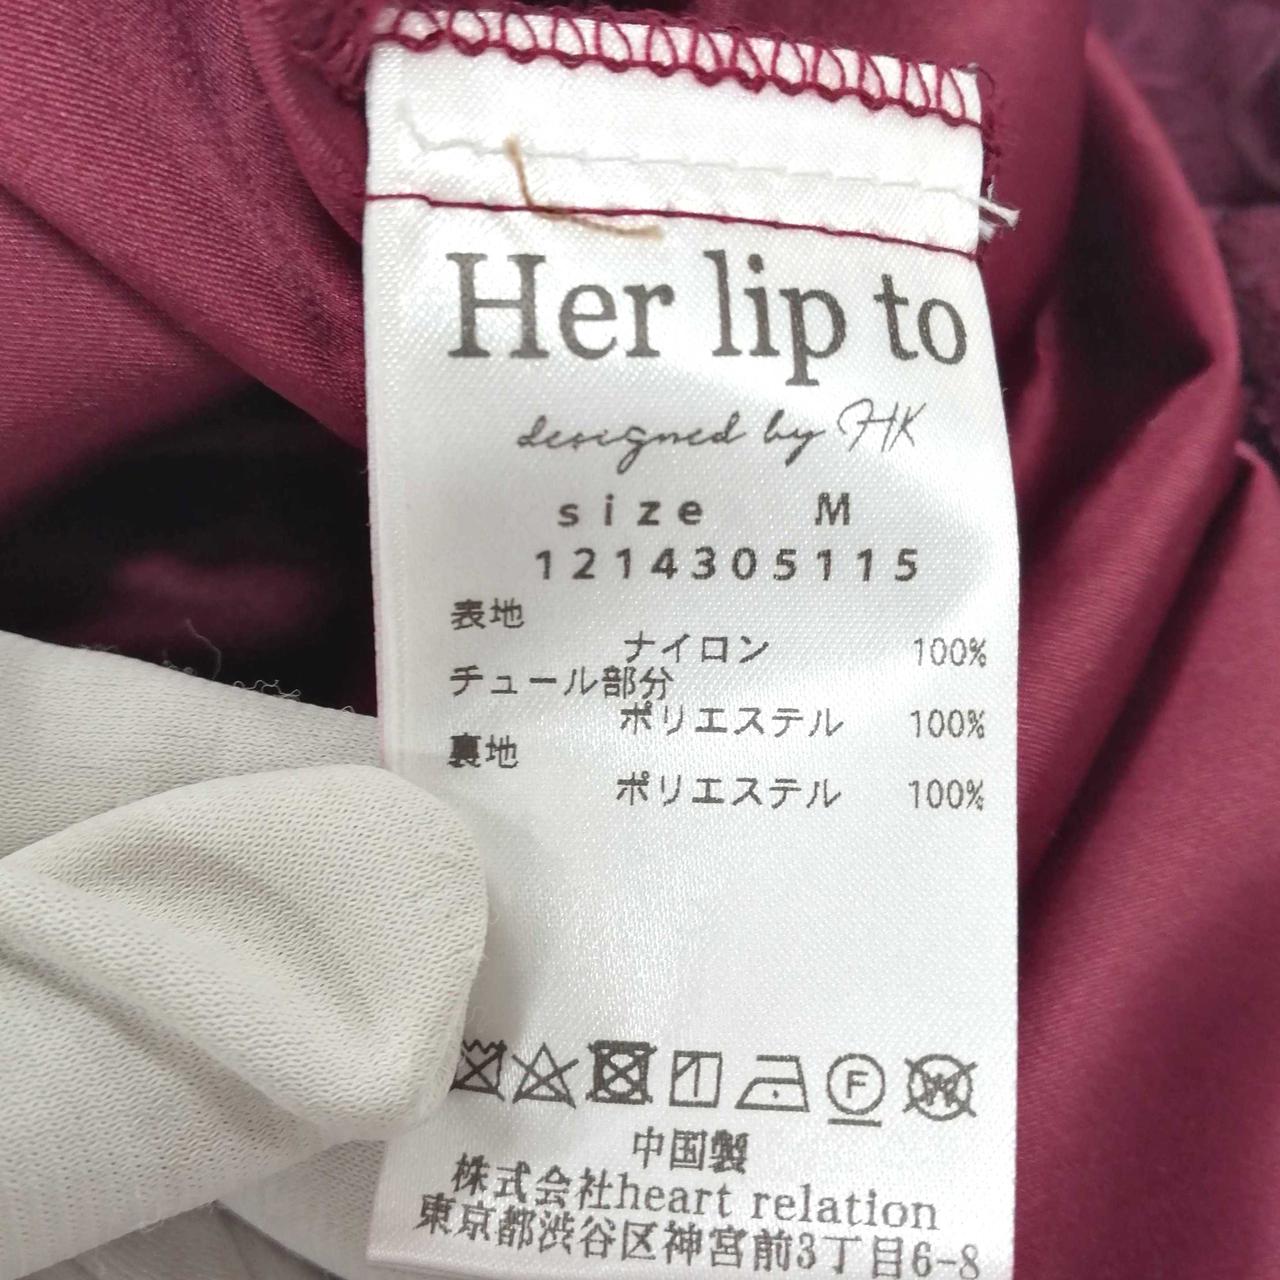 Her lip to
designed by HK
size M
1214305115
表地
ナイロン 100%
チュール部分
ポリエステル 100%
裏地
ポリエステル 100%
F W
中国製
株式会社heart relation
東京都渋谷区神宮前3丁目6-8